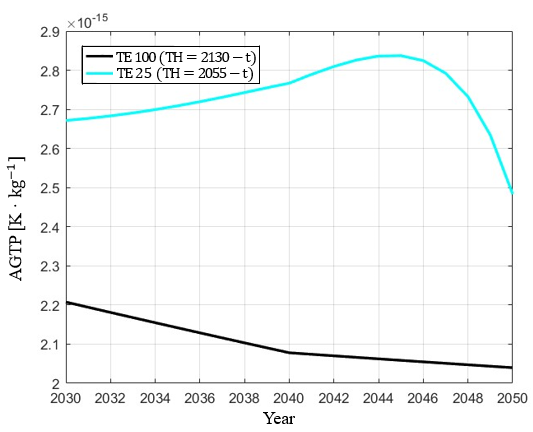 ×10⁻¹⁵
2.9
2.8
2.7
2.6
2.5
2.4
2.3
2.2
2.1
2
AGTP [K · kg⁻¹]
TE 100 (TH = 2130 − t)
TE 25 (TH = 2055 − t)
2030 2032 2034 2036 2038 2040 2042 2044 2046 2048 2050
Year